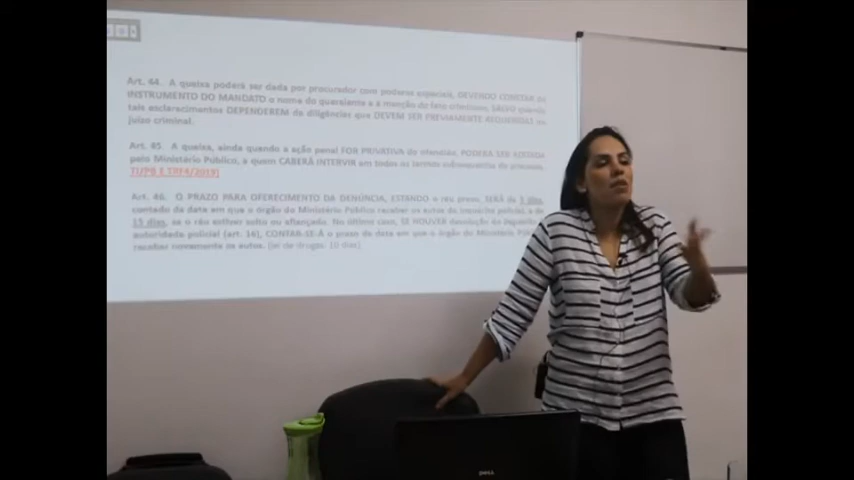 Art. 44. A queixa poderá ser dada por procurador com poderes especiais, DEVENDO CONSTAR do
INSTRUMENTO DO MANDATO o nome do querelante e a menção do fato criminoso, SALVO quando
tais esclarecimentos DEPENDEREM de diligências que DEVEM SER PREVIAMENTE REQUERIDAS no
juízo criminal.
Art. 45. A queixa, ainda quando a ação penal FOR PRIVATIVA do ofendido, PODERÁ SER ADITADA
pelo Ministério Público, a quem CABERÁ INTERVIR em todos os termos subsequentes do processo.
TJ/PB E TRF4/2019)
Art. 46. O PRAZO PARA OFERECIMENTO DA DENÚNCIA, ESTANDO o réu preso, SERÁ de 5 dias,
contado da data em que o órgão do Ministério Público receber os autos do inquérito policial, e de
15 dias, se o réu estiver solto ou afiançado. No último caso, SE HOUVER devolução do inquérito à
autoridade policial (art. 16), CONTAR-SE-Á o prazo da data em que o órgão do Ministério Público
receber novamente os autos. (lei de drogas: 10 dias)
DELL